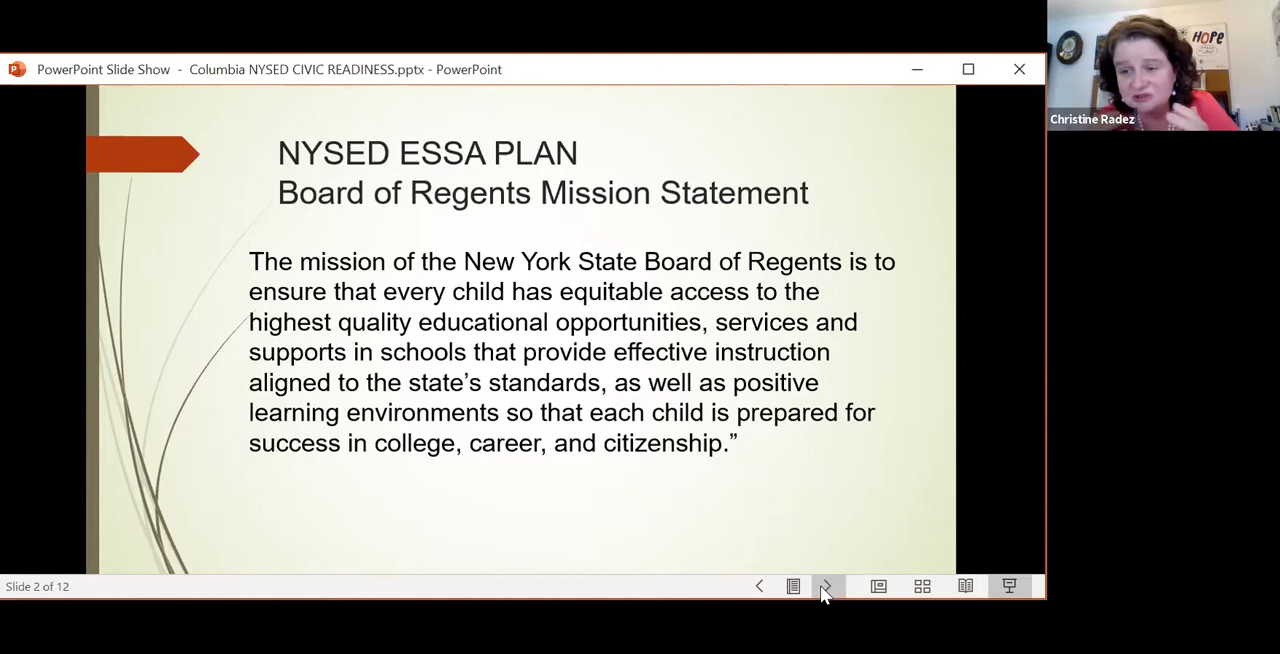 PowerPoint Slide Show - Columbia NYSED CIVIC READINESS.pptx - PowerPoint
HOPE
Christine Radez
NYSED ESSA PLAN
Board of Regents Mission Statement
The mission of the New York State Board of Regents is to
ensure that every child has equitable access to the
highest quality educational opportunities, services and
supports in schools that provide effective instruction
aligned to the state’s standards, as well as positive
learning environments so that each child is prepared for
success in college, career, and citizenship.”
Slide 2 of 12